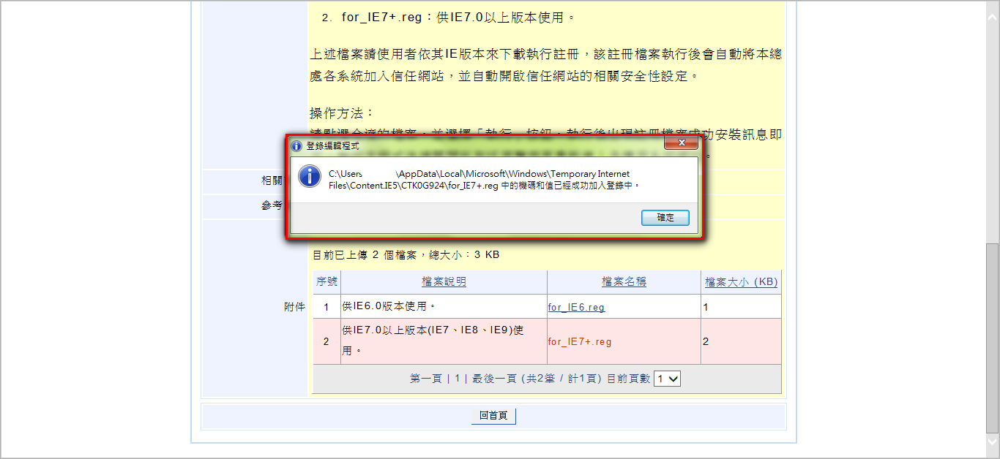 2. for_IE7+.reg：供IE7.0以上版本使用。
上述檔案請使用者依其IE版本來下載執行註冊，該註冊檔案執行後會自動將本總
處各系統加入信任網站，並自動開啟信任網站的相關安全性設定。
操作方法：
請點選合適的檔案，並選擇「執行」按鈕，執行後出現註冊檔案成功安裝訊息即
登錄編輯程式
C:\Users \AppData\Local\Microsoft\Windows\Temporary Internet
Files\Content.IE5\CTK0G924\for_IE7+.reg 中的機碼和值已經成功加入登錄中。
確定
相關
參考
目前已上傳 2 個檔案，總大小：3 KB
附件
序號 檔案說明 檔案名稱 檔案大小 (KB)
1 供IE6.0版本使用。 for_IE6.reg 1
2 供IE7.0以上版本(IE7、IE8、IE9)使
用。 for_IE7+.reg 2
第一頁 | 1 | 最後一頁 (共2筆 / 計1頁) 目前頁數 1
回首頁